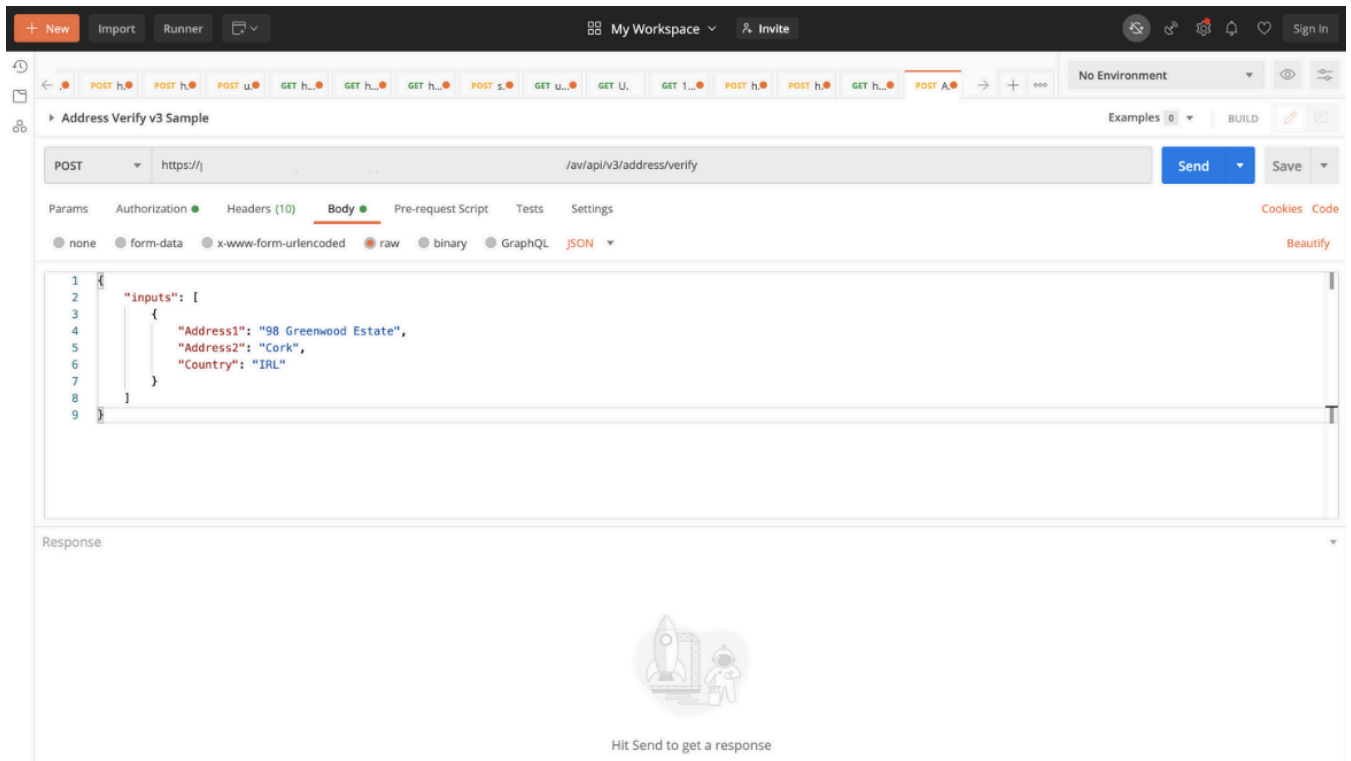 + New Import Runner My Workspace Invite Sign In
POST h. POST h. POST u. GET h... GET h... GET h... POST s. GET u... GET U. GET 1... POST h. POST h. GET h... POST A. No Environment
Address Verify v3 Sample Examples 0 BUILD
POST https:// /av/api/v3/address/verify Send Save
Params Authorization Headers (10) Body Pre-request Script Tests Settings Cookies Code
none form-data x-www-form-urlencoded raw binary GraphQL JSON Beautify
1 {
2 "inputs": [
3 {
4 "Address1": "98 Greenwood Estate",
5 "Address2": "Cork",
6 "Country": "IRL"
7 }
8 ]
9 }
Response
Hit Send to get a response